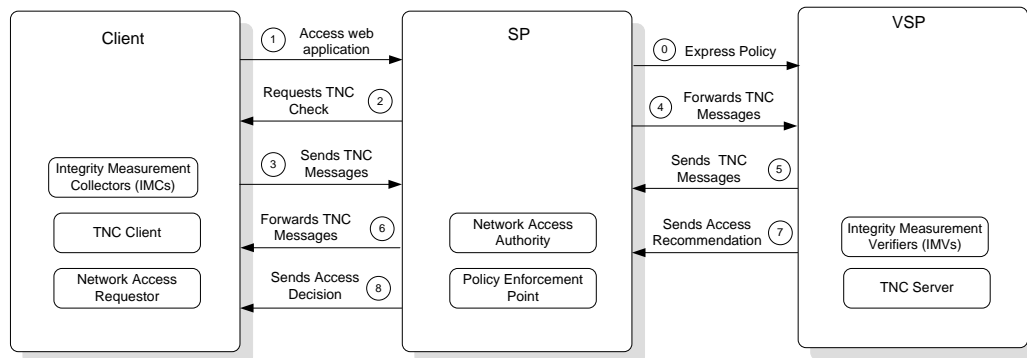 Client
SP
VSP
1
Access web
application
0
Express Policy
Requests TNC
Check
2
4
Forwards TNC
Messages
3
Sends TNC
Messages
Sends TNC
Messages
5
Integrity Measurement
Collectors (IMCs)
Forwards TNC
Messages
6
TNC Client
Network Access
Authority
Sends Access
Recommendation
7
Integrity Measurement
Verifiers (IMVs)
Sends Access
Decision
8
Network Access
Requestor
Policy Enforcement
Point
TNC Server